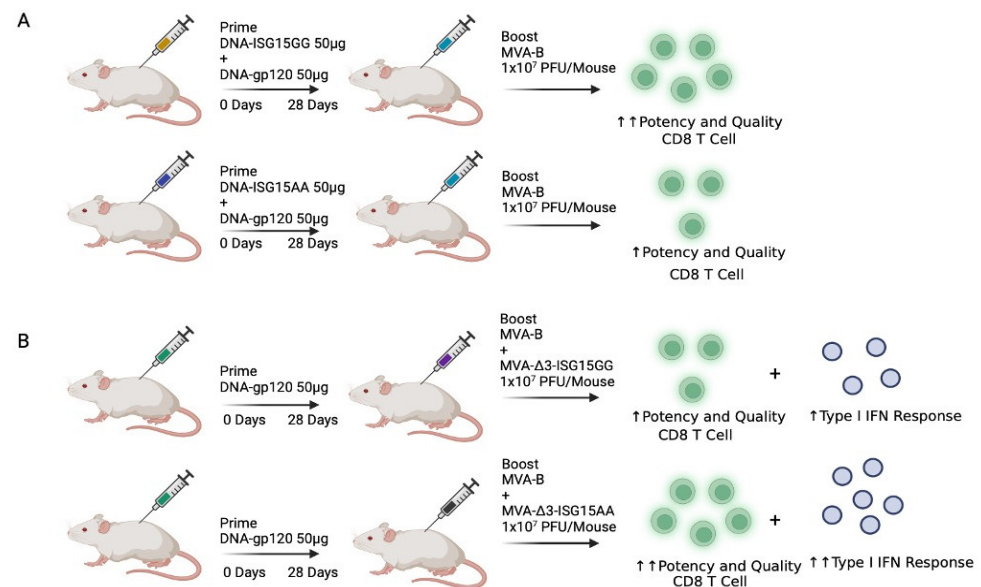 A
Prime
DNA-ISG15GG 50µg
+
DNA-gp120 50µg
0 Days 28 Days
Boost
MVA-B
1x10⁷ PFU/Mouse
↑↑Potency and Quality
CD8 T Cell
Prime
DNA-ISG15AA 50µg
+
DNA-gp120 50µg
0 Days 28 Days
Boost
MVA-B
1x10⁷ PFU/Mouse
↑Potency and Quality
CD8 T Cell
B
Prime
DNA-gp120 50µg
0 Days 28 Days
Boost
MVA-B
+
MVA-Δ3-ISG15GG
1x10⁷ PFU/Mouse
↑Potency and Quality
CD8 T Cell
+
↑Type I IFN Response
Prime
DNA-gp120 50µg
0 Days 28 Days
Boost
MVA-B
+
MVA-Δ3-ISG15AA
1x10⁷ PFU/Mouse
↑↑Potency and Quality
CD8 T Cell
+
↑↑Type I IFN Response